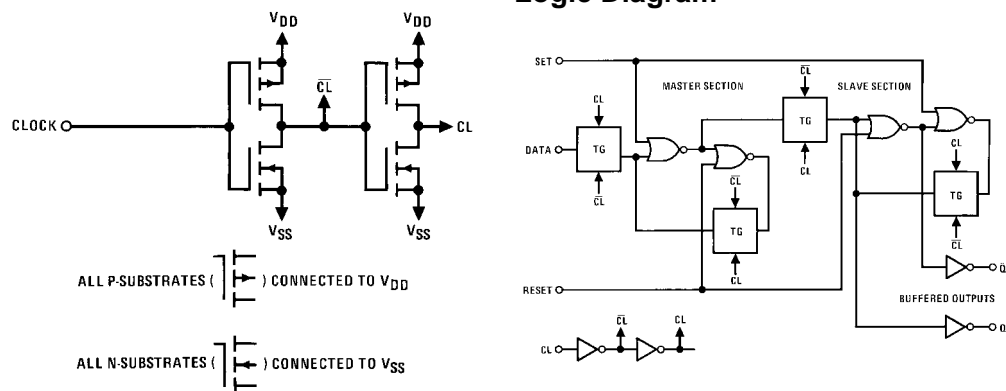 Logic Diagram
VDD
VDD
CLOCK
CL
CL
VSS
VSS
ALL P-SUBSTRATES ( ) CONNECTED TO VDD
ALL N-SUBSTRATES ( ) CONNECTED TO VSS
SET
CL
MASTER SECTION
SLAVE SECTION
CL
TG
DATA
TG
CL
CL
CL
CL
TG
TG
CL
CL
Q
RESET
BUFFERED OUTPUTS
CL
CL
Q
CL